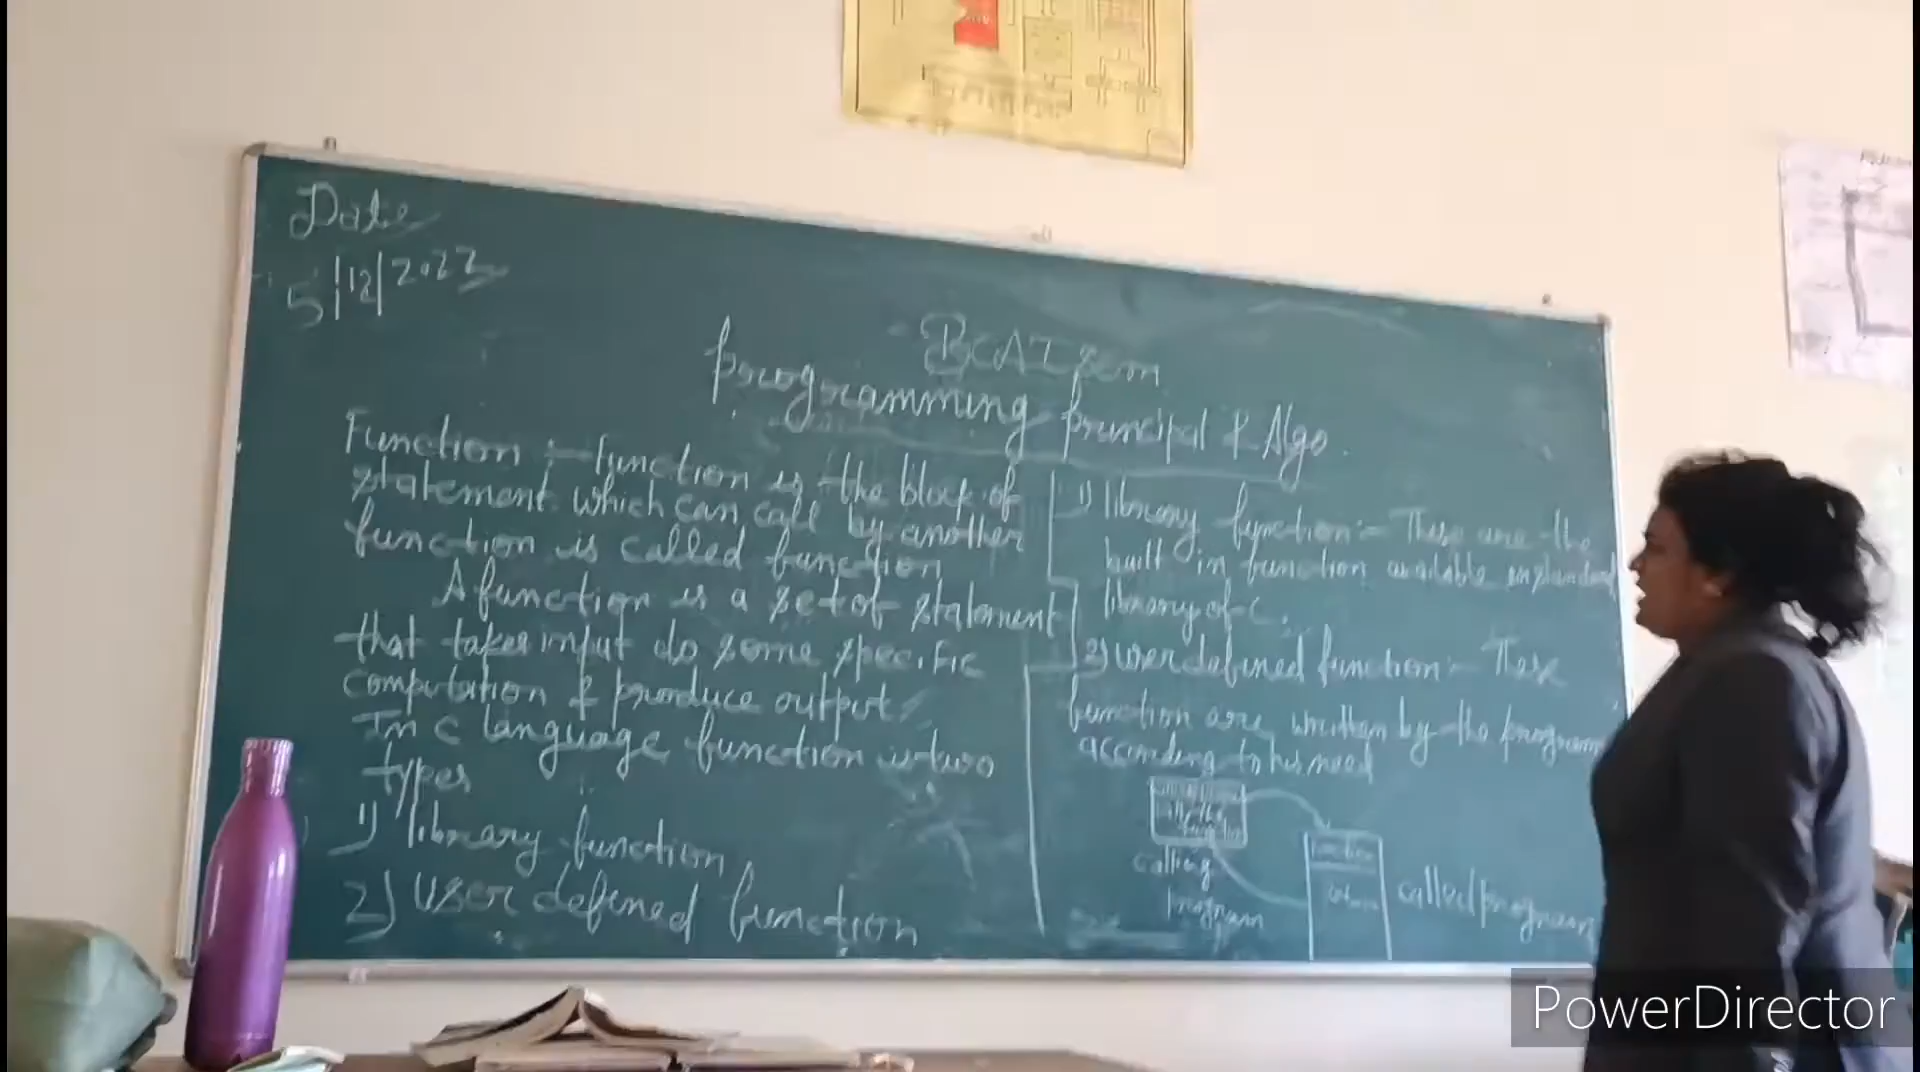 Date
5/12/2022
BCA I sem
programming principal & Algo.
Function :- function is the block of
statement which can call by another
function is called function
A function is a set of statement
that takes input do some specific
computation & produce output
In C language function is two
types
1) library function
2) user defined function
1) library function:- These are the
built in function available in standard
library of C.
2) user defined function:- These
function are written by the program
according to his need
calling
program
function
called program
PowerDirector